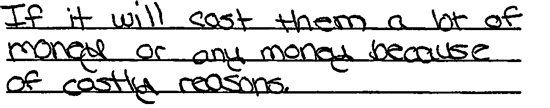 If it will cost them a lot of
money or any money because
of costly reasons.